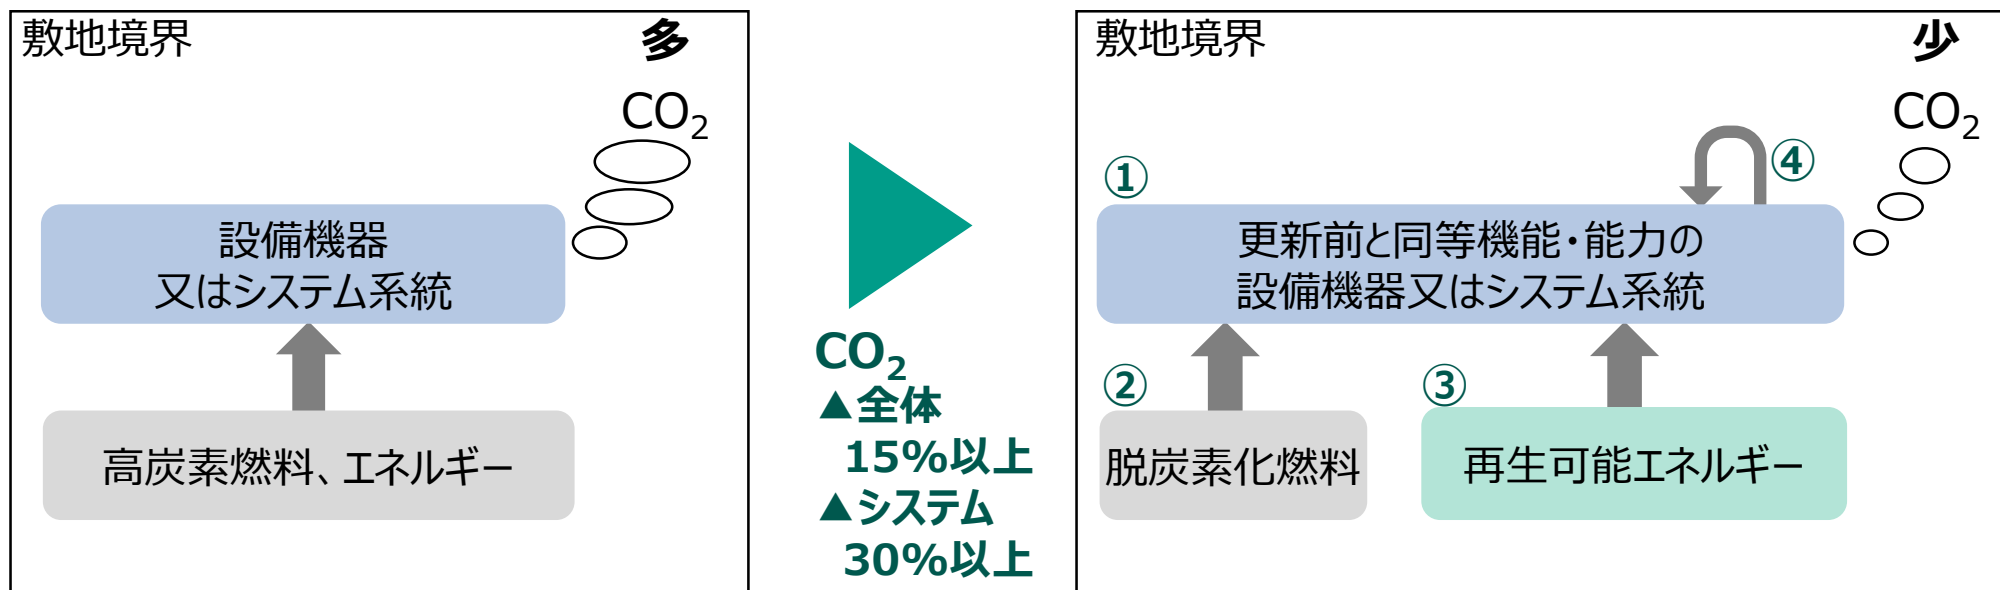 敷地境界
多
CO₂
設備機器
又はシステム系統
高炭素燃料、エネルギー
CO₂
▲全体
15%以上
▲システム
30%以上
敷地境界
少
CO₂
①
④
更新前と同等機能・能力の
設備機器又はシステム系統
②
③
脱炭素化燃料
再生可能エネルギー